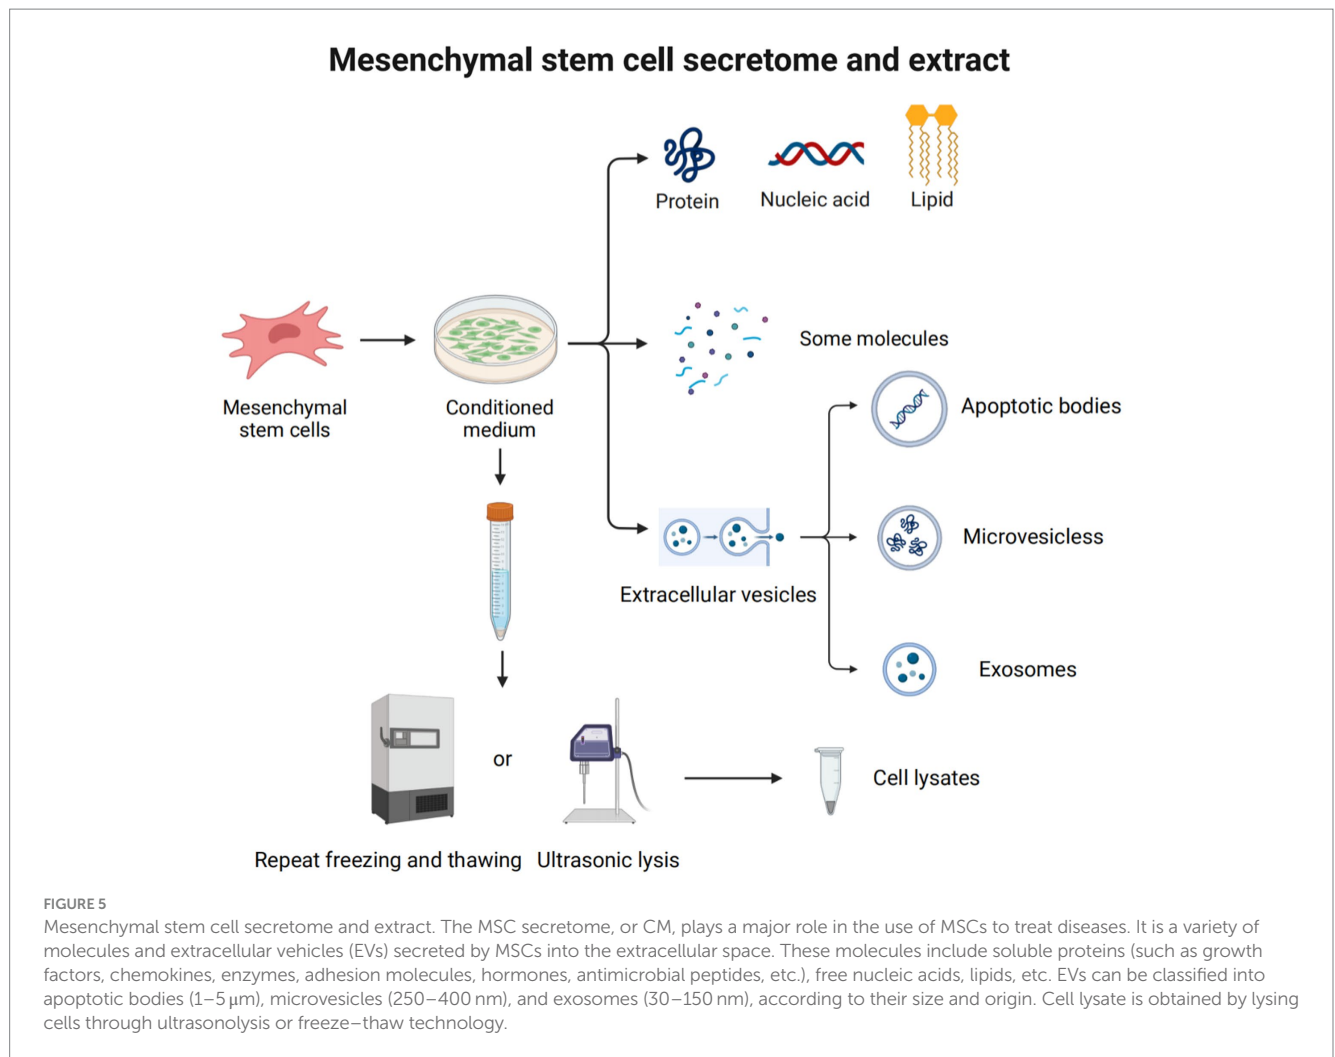 Mesenchymal stem cell secretome and extract
Protein
Nucleic acid
Lipid
Some molecules
Mesenchymal
stem cells
Conditioned
medium
Apoptotic bodies
Microvesicless
Extracellular vesicles
Exosomes
or
Cell lysates
Repeat freezing and thawing
Ultrasonic lysis
FIGURE 5
Mesenchymal stem cell secretome and extract. The MSC secretome, or CM, plays a major role in the use of MSCs to treat diseases. It is a variety of
molecules and extracellular vehicles (EVs) secreted by MSCs into the extracellular space. These molecules include soluble proteins (such as growth
factors, chemokines, enzymes, adhesion molecules, hormones, antimicrobial peptides, etc.), free nucleic acids, lipids, etc. EVs can be classified into
apoptotic bodies (1–5 μm), microvesicles (250–400 nm), and exosomes (30–150 nm), according to their size and origin. Cell lysate is obtained by lysing
cells through ultrasonolysis or freeze–thaw technology.